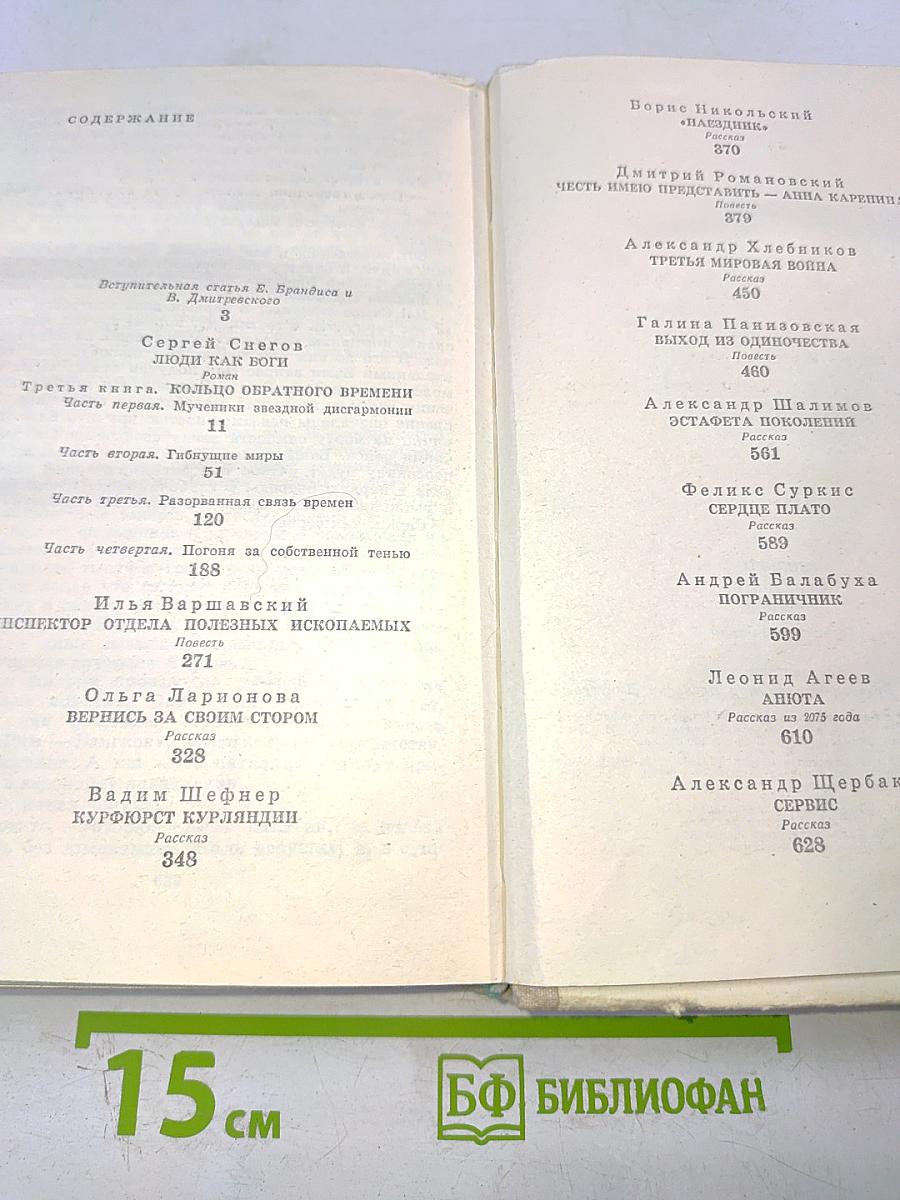 СОДЕРЖАНИЕ
Вступительная статья Е. Брандиса и
В. Дмитревского
3
Сергей Снегов
ЛЮДИ КАК БОГИ
Роман
Третья книга. КОЛЬЦО ОБРАТНОГО ВРЕМЕНИ
Часть первая. Мученики звездной дисгармонии
11
Часть вторая. Гибнущие миры
51
Часть третья. Разорванная связь времен
120
Часть четвертая. Погоня за собственной тенью
188
Илья Варшавский
НСПЕКТОР ОТДЕЛА ПОЛЕЗНЫХ ИСКОПАЕМЫХ
Повесть
271
Ольга Ларионова
ВЕРНИСЬ ЗА СВОИМ СТОРОМ
Рассказ
328
Вадим Шефнер
КУРФЮРСТ КУРЛЯНДИИ
Рассказ
348
Борис Никольский
«НАЕЗДНИК»
Рассказ
370
Дмитрий Романовский
ЧЕСТЬ ИМЕЮ ПРЕДСТАВИТЬ — АННА КАРЕНИНА
Повесть
379
Александр Хлебников
ТРЕТЬЯ МИРОВАЯ ВОЙНА
Рассказ
450
Галина Панизовская
ВЫХОД ИЗ ОДИНОЧЕСТВА
Повесть
460
Александр Шалимов
ЭСТАФЕТА ПОКОЛЕНИЙ
Рассказ
561
Феликс Суркис
СЕРДЦЕ ПЛАТО
Рассказ
589
Андрей Балабуха
ПОГРАНИЧНИК
Рассказ
599
Леонид Агеев
АНЮТА
Рассказ из 2075 года
610
Александр Щербак
СЕРВИС
Рассказ
628
15 см
БФ БИБЛИОФАН